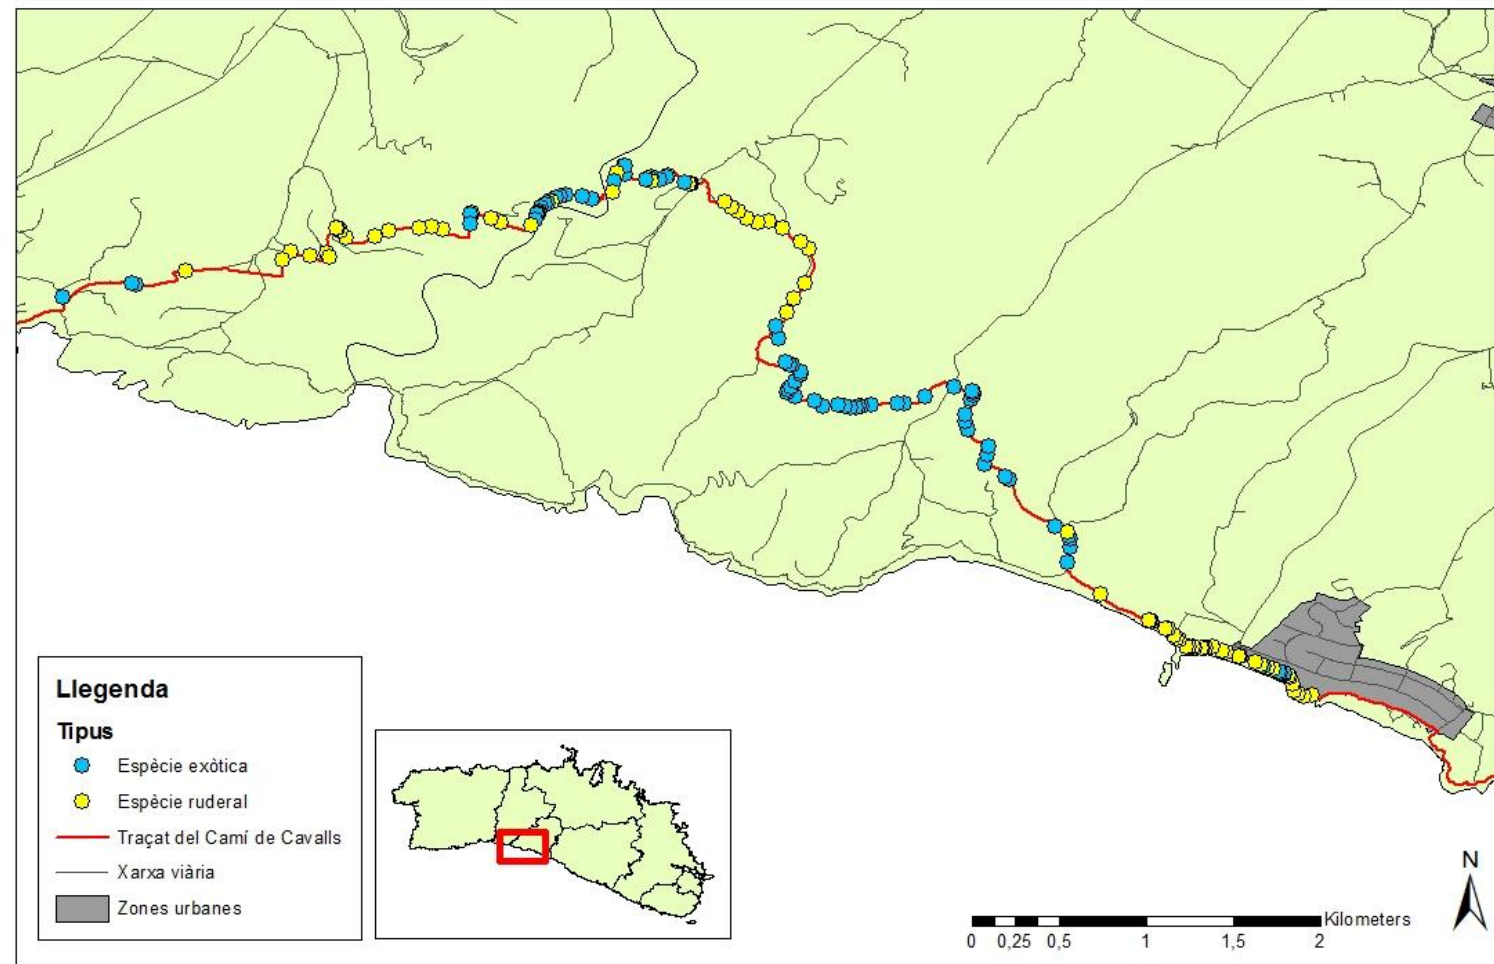 Llegenda
Tipus
Espècie exòtica
Espècie ruderal
Traçat del Camí de Cavalls
Xarxa viària
Zones urbanes
N
Kilometers
0 0,25 0,5 1 1,5 2